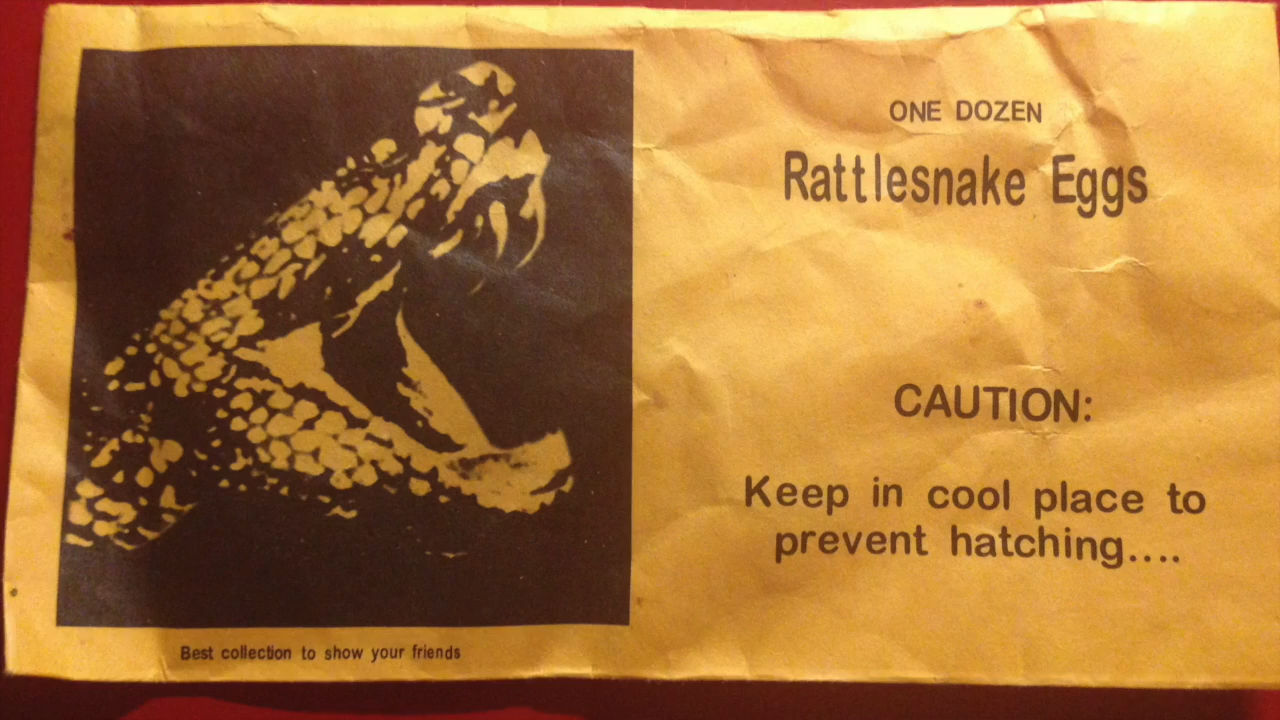 ONE DOZEN
Rattlesnake Eggs
CAUTION:
Keep in cool place to
prevent hatching....
Best collection to show your friends